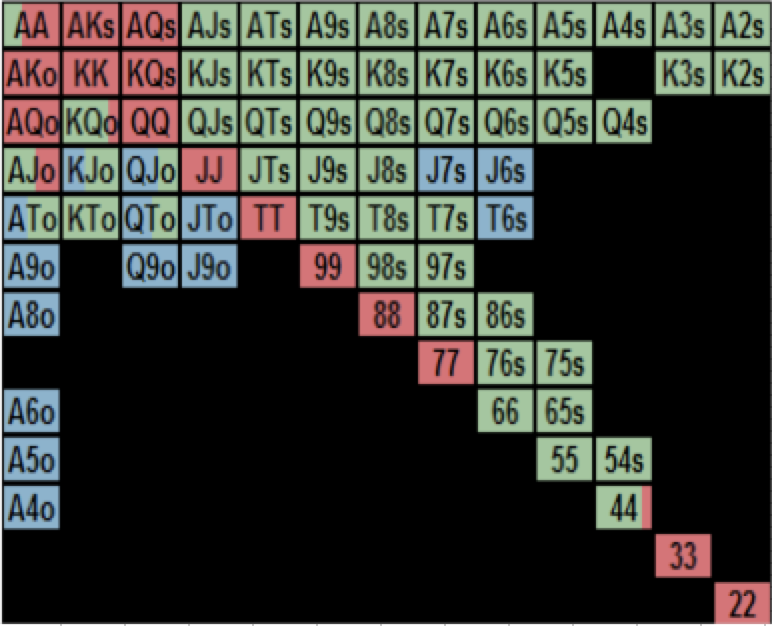 AA AKs AQs AJs ATs A9s A8s A7s A6s A5s A4s A3s A2s
AKo KK KQs KJs KTs K9s K8s K7s K6s K5s K3s K2s
AQo KQo QQ QJs QTs Q9s Q8s Q7s Q6s Q5s Q4s
AJo KJo QJo JJ JTs J9s J8s J7s J6s
ATo KTo QTo JTo TT T9s T8s T7s T6s
A9o Q9o J9o 99 98s 97s
A8o 88 87s 86s
77 76s 75s
A6o 66 65s
A5o 55 54s
A4o 44
33
22